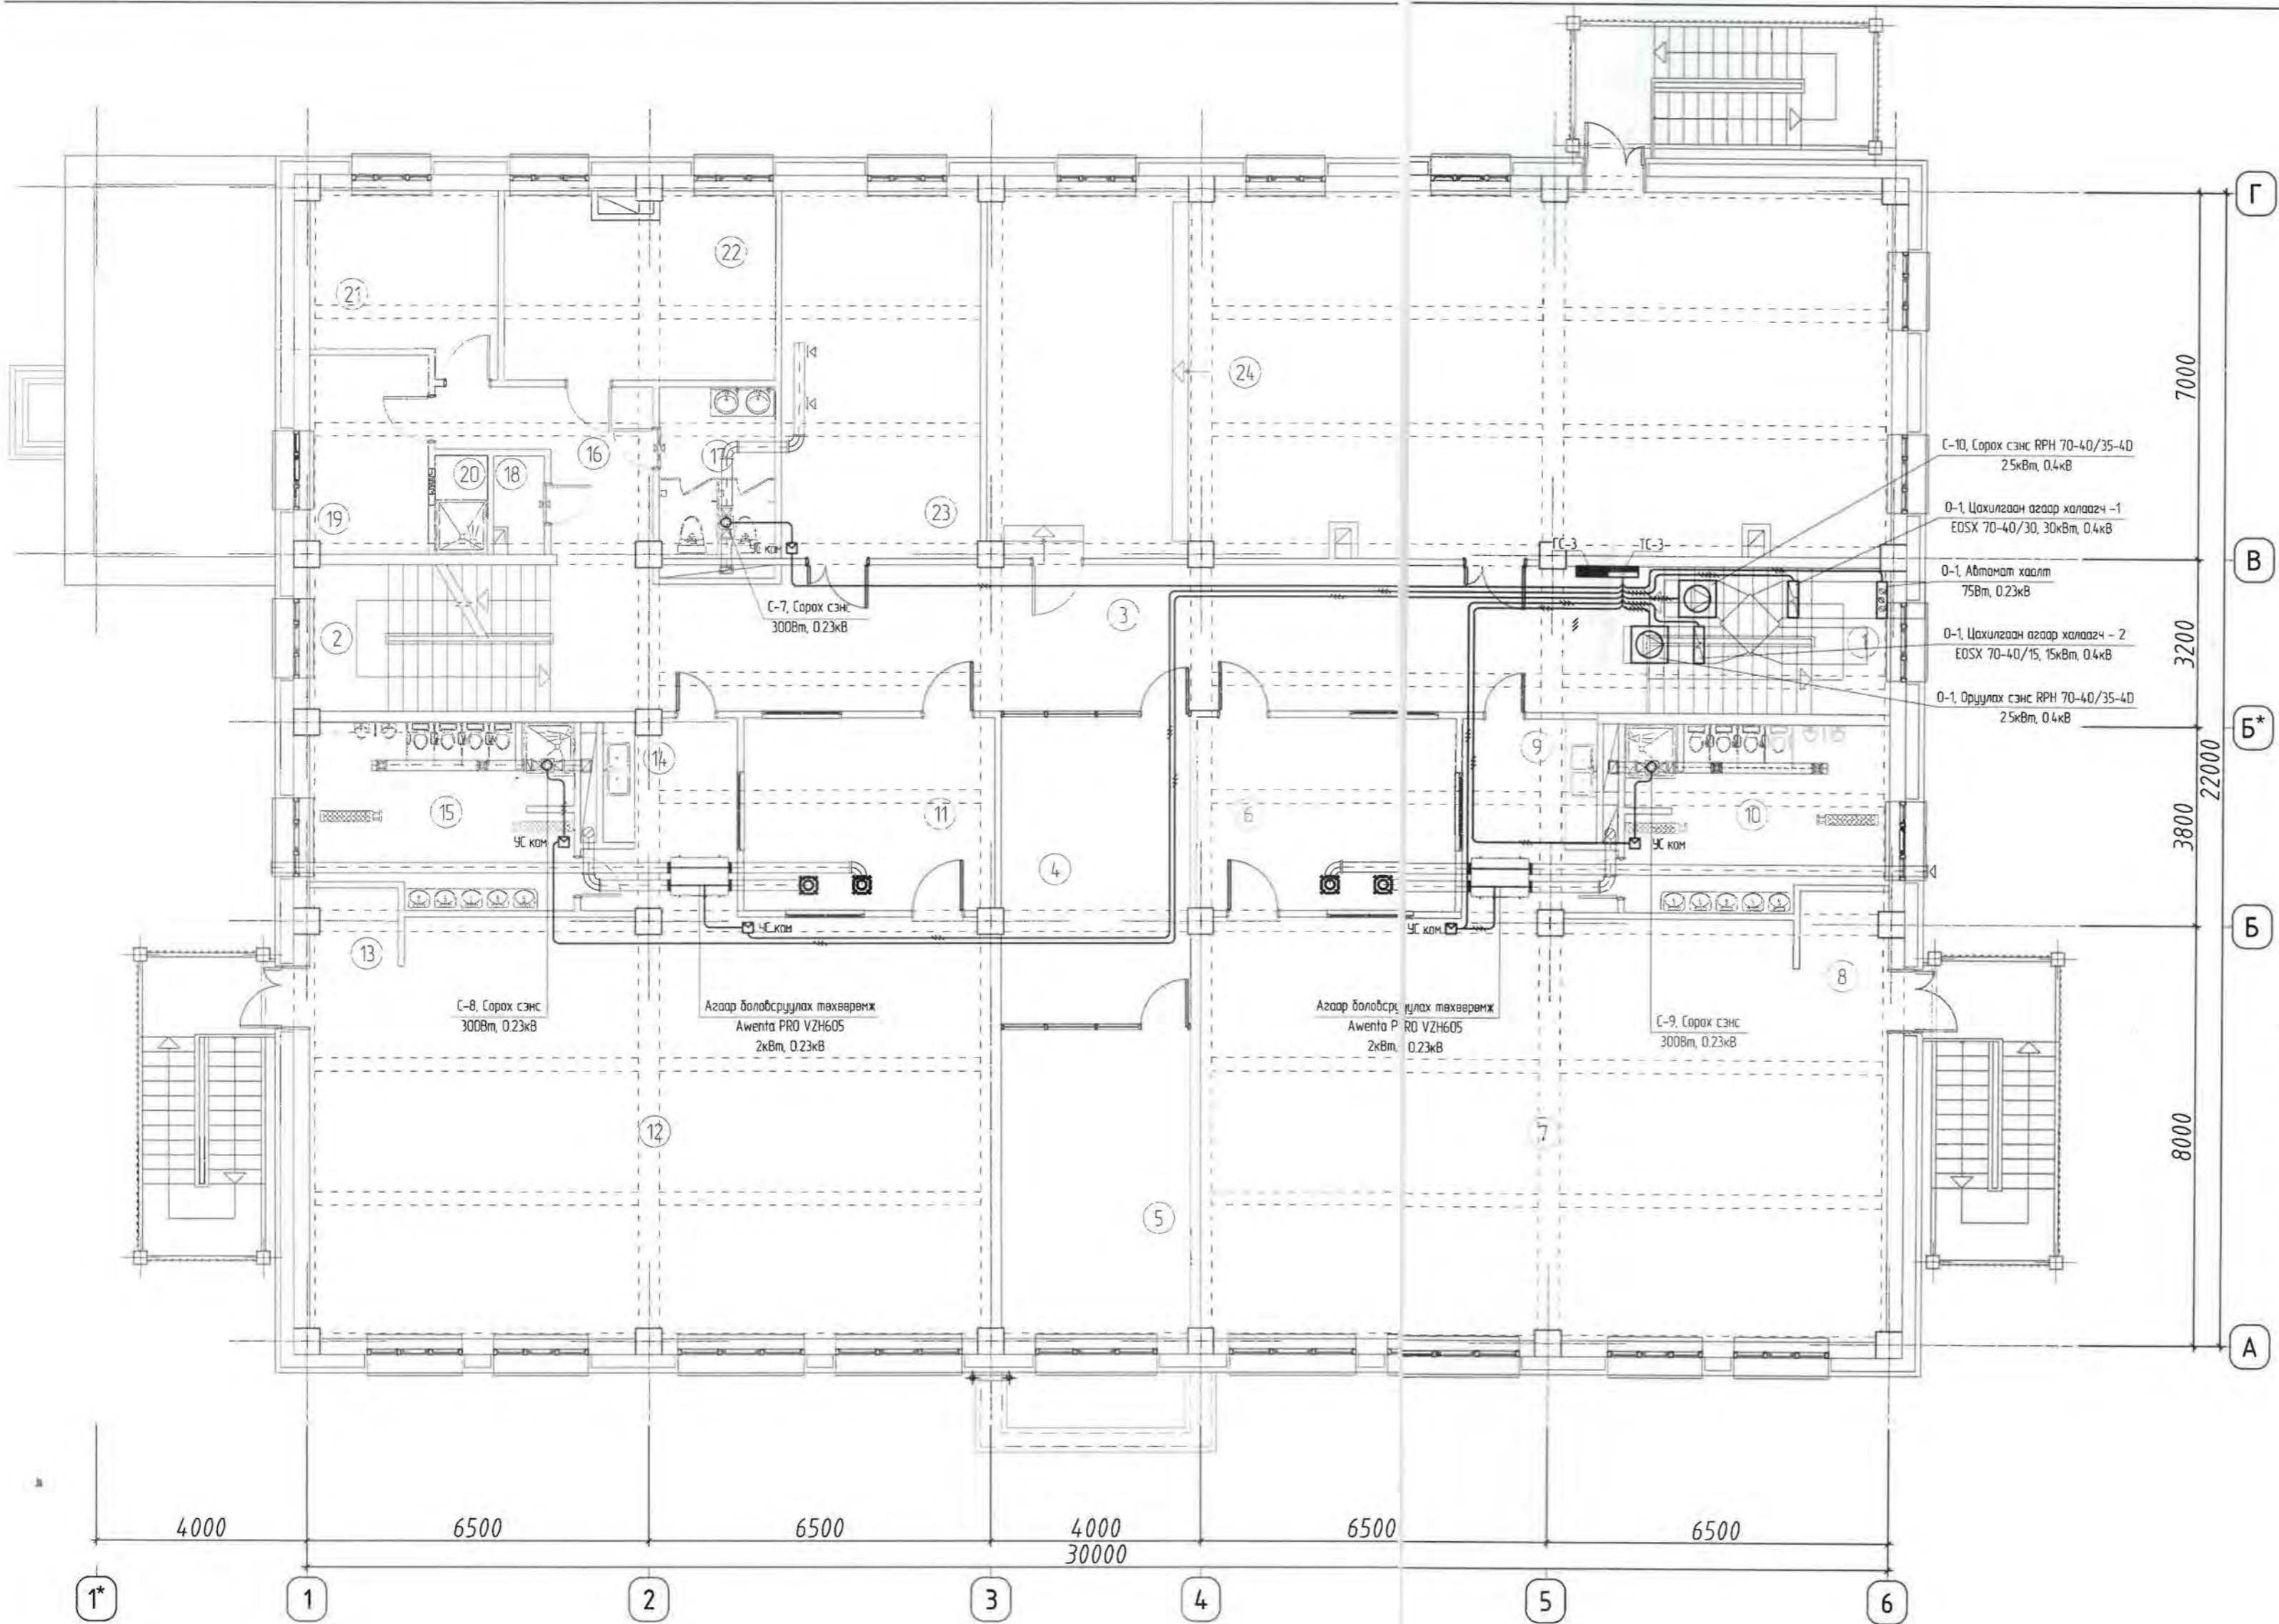 Г
22
21
24
7000
С-10, Сорох сэнс RPH 70-40/35-4D
2.5кВт, 0.4кВ
16
17
20
18
19
23
О-1, Цахилгаан агаар халаагч -1
EOSX 70-40/30, 30кВт, 0.4кВ
УС ком
ГС-3
ТС-3
В
О-1, Автомат хаалт
75Вт, 0.23кВ
С-7, Сорох сэнс
300Вт, 0.23кВ
3
2
1
О-1, Цахилгаан агаар халаагч - 2
EOSX 70-40/15, 15кВт, 0.4кВ
3200
О-1, Оруулах сэнс RPH 70-40/35-4D
2.5кВт, 0.4кВ
Б*
14
9
22000
15
11
6
10
УС ком
УС ком
3800
4
УС ком
УС ком
Б
13
8
С-8, Сорох сэнс
300Вт, 0.23кВ
Агаар боловсруулах төхөөрөмж
Awenta PRO VZH605
2кВт, 0.23кВ
Агаар боловсруулах төхөөрөмж
Awenta PRO VZH605
2кВт, 0.23кВ
С-9, Сорох сэнс
300Вт, 0.23кВ
12
7
8000
5
А
4000
6500
6500
4000
6500
6500
30000
1*
1
2
3
4
5
6